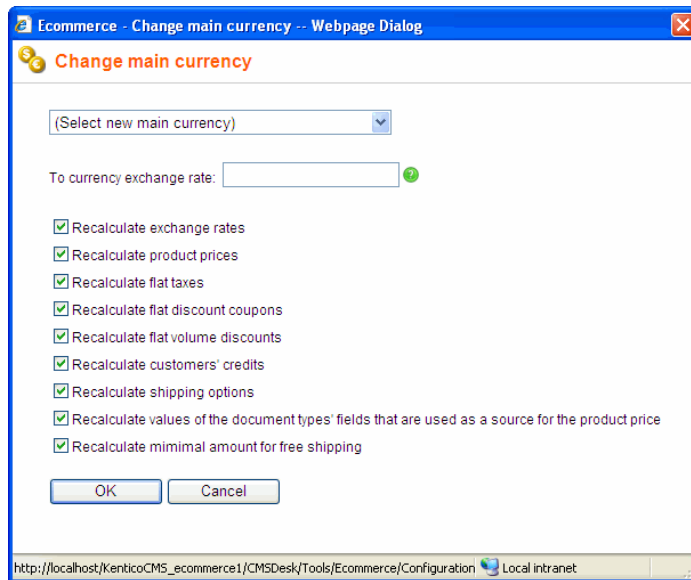 Ecommerce - Change main currency -- Webpage Dialog
Change main currency
(Select new main currency)
To currency exchange rate:
Recalculate exchange rates
Recalculate product prices
Recalculate flat taxes
Recalculate flat discount coupons
Recalculate flat volume discounts
Recalculate customers' credits
Recalculate shipping options
Recalculate values of the document types' fields that are used as a source for the product price
Recalculate mimimal amount for free shipping
OK Cancel
http://localhost/KenticoCMS_ecommerce1/CMSDesk/Tools/Ecommerce/Configuration Local intranet